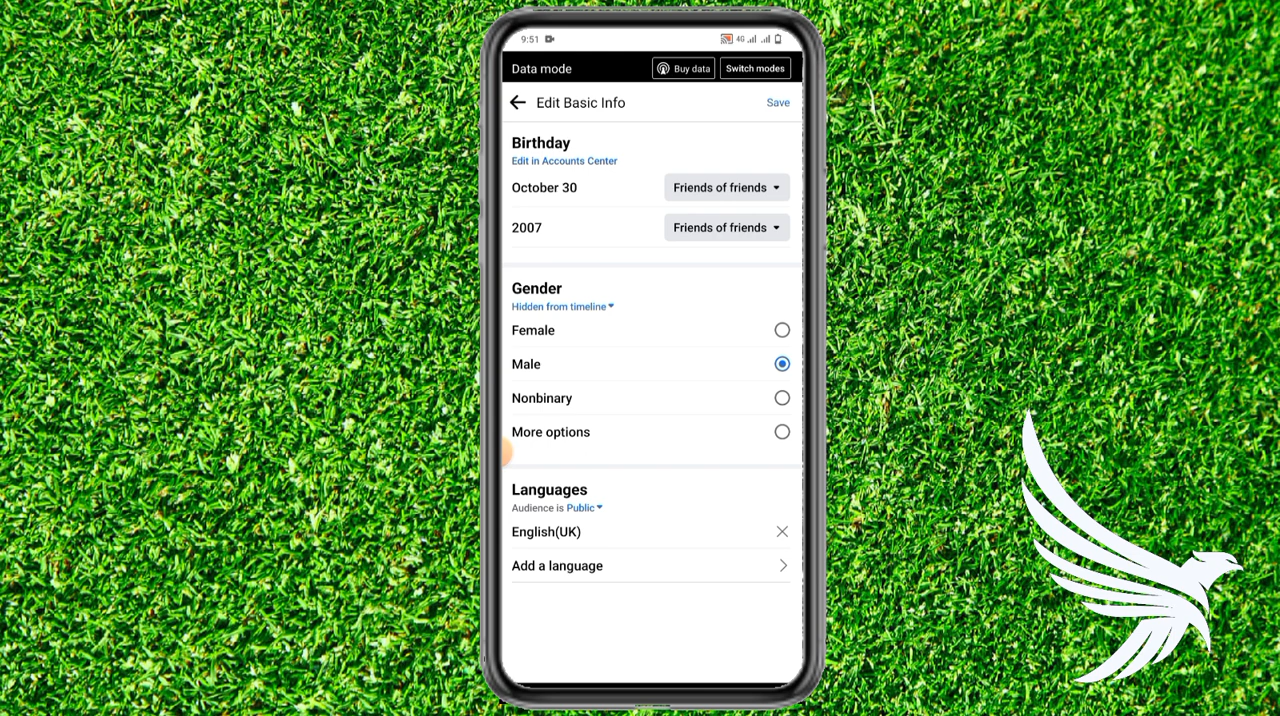 9:51
4G
Data mode
Buy data
Switch modes
Edit Basic Info
Save
Birthday
Edit in Accounts Center
October 30
Friends of friends
2007
Friends of friends
Gender
Hidden from timeline
Female
Male
Nonbinary
More options
Languages
Audience is Public
English(UK)
Add a language